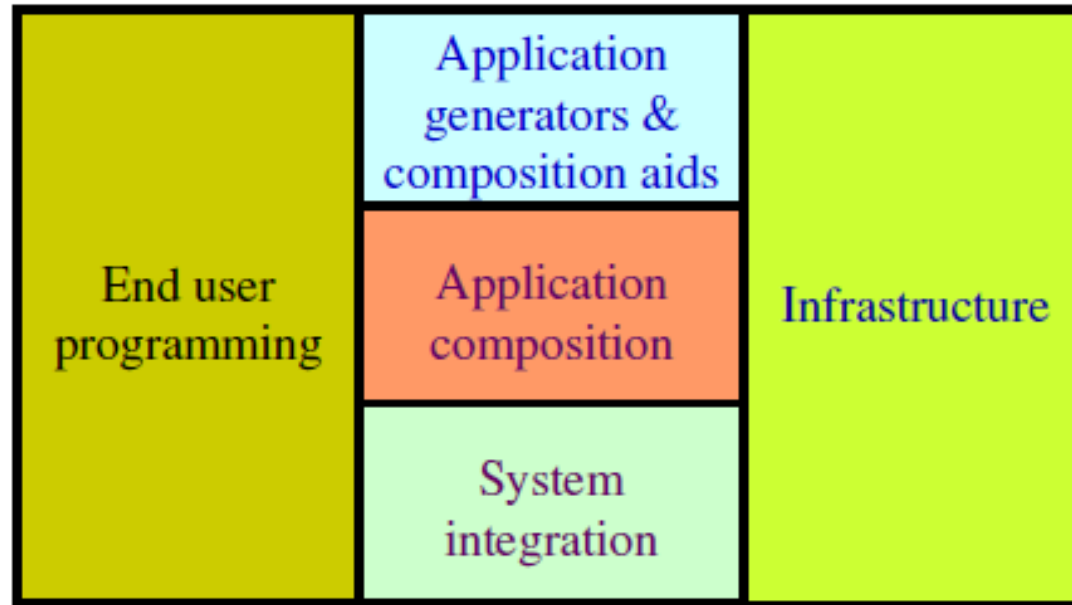 End user
programming
Application
generators &
composition aids
Application
composition
System
integration
Infrastructure